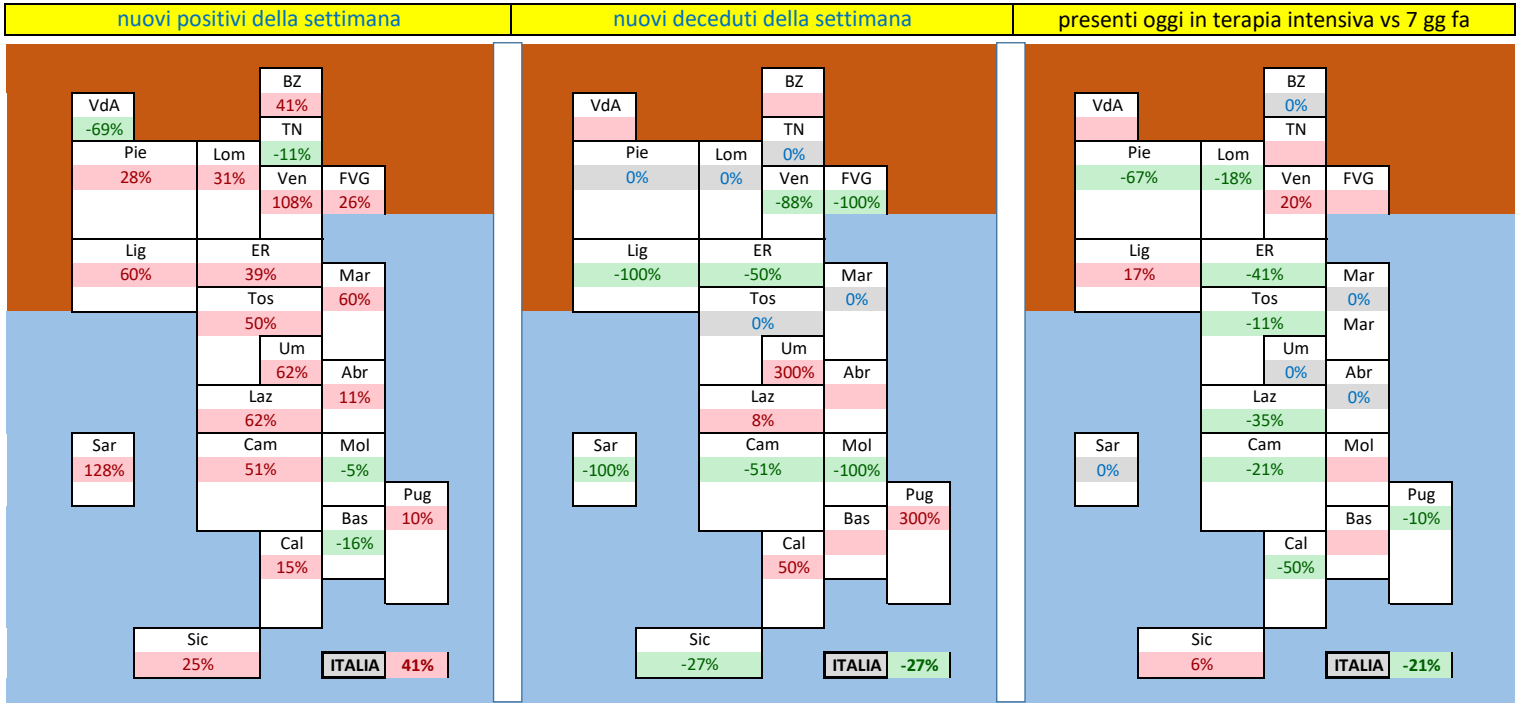 nuovi positivi della settimana
nuovi deceduti della settimana
presenti oggi in terapia intensiva vs 7 gg fa
BZ
VdA 41%
-69% TN
Pie Lom -11%
28% 31% Ven FVG
108% 26%
Lig ER
60% 39% Mar
Tos 60%
50%
Um
62% Abr
Laz 11%
62%
Sar Cam Mol
128% 51% -5%
Pug
Bas 10%
Cal -16%
15%
Sic
25% ITALIA 41%
BZ
VdA
TN
Pie Lom 0%
0% 0% Ven FVG
-88% -100%
Lig ER
-100% -50% Mar
Tos 0%
0%
Um
300% Abr
Laz
8%
Sar Cam Mol
-100% -51% -100%
Pug
Bas 300%
Cal
50%
Sic
-27% ITALIA -27%
BZ
VdA 0%
TN
Pie Lom
-67% -18% Ven FVG
20%
Lig ER
17% -41% Mar
Tos 0%
-11% Mar
Um
0% Abr
Laz 0%
-35%
Sar Cam Mol
0% -21%
Pug
Bas -10%
Cal
-50%
Sic
6% ITALIA -21%